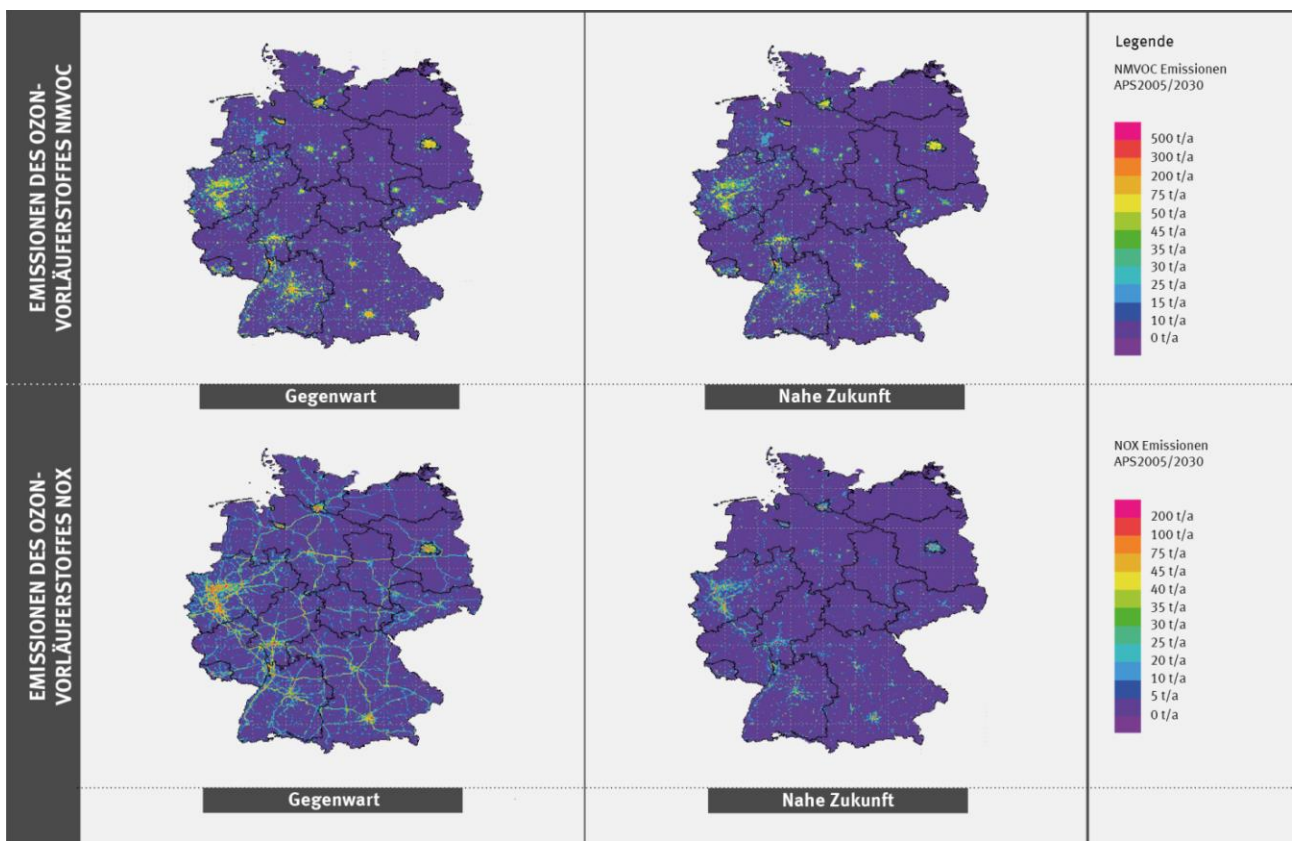 EMISSIONEN DES OZON-
VORLÄUFERSTOFFES NMVOC
Gegenwart
Nahe Zukunft
Legende
NMVOC Emissionen
APS2005/2030
500 t/a
300 t/a
200 t/a
75 t/a
50 t/a
45 t/a
35 t/a
30 t/a
25 t/a
15 t/a
10 t/a
0 t/a
EMISSIONEN DES OZON-
VORLÄUFERSTOFFES NOX
Gegenwart
Nahe Zukunft
NOX Emissionen
APS2005/2030
200 t/a
100 t/a
75 t/a
45 t/a
40 t/a
35 t/a
30 t/a
25 t/a
20 t/a
10 t/a
5 t/a
0 t/a